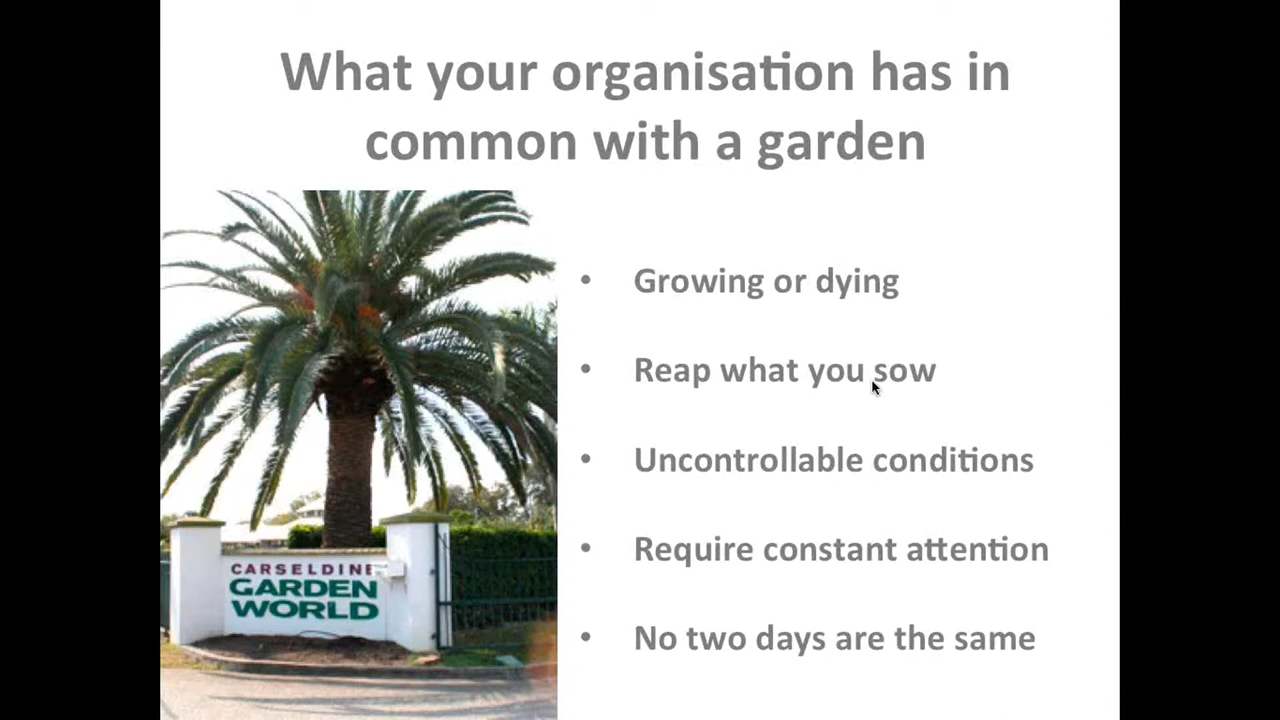 What your organisation has in
common with a garden
• Growing or dying
• Reap what you sow
• Uncontrollable conditions
• Require constant attention
• No two days are the same
CARSELDINE
GARDEN
WORLD